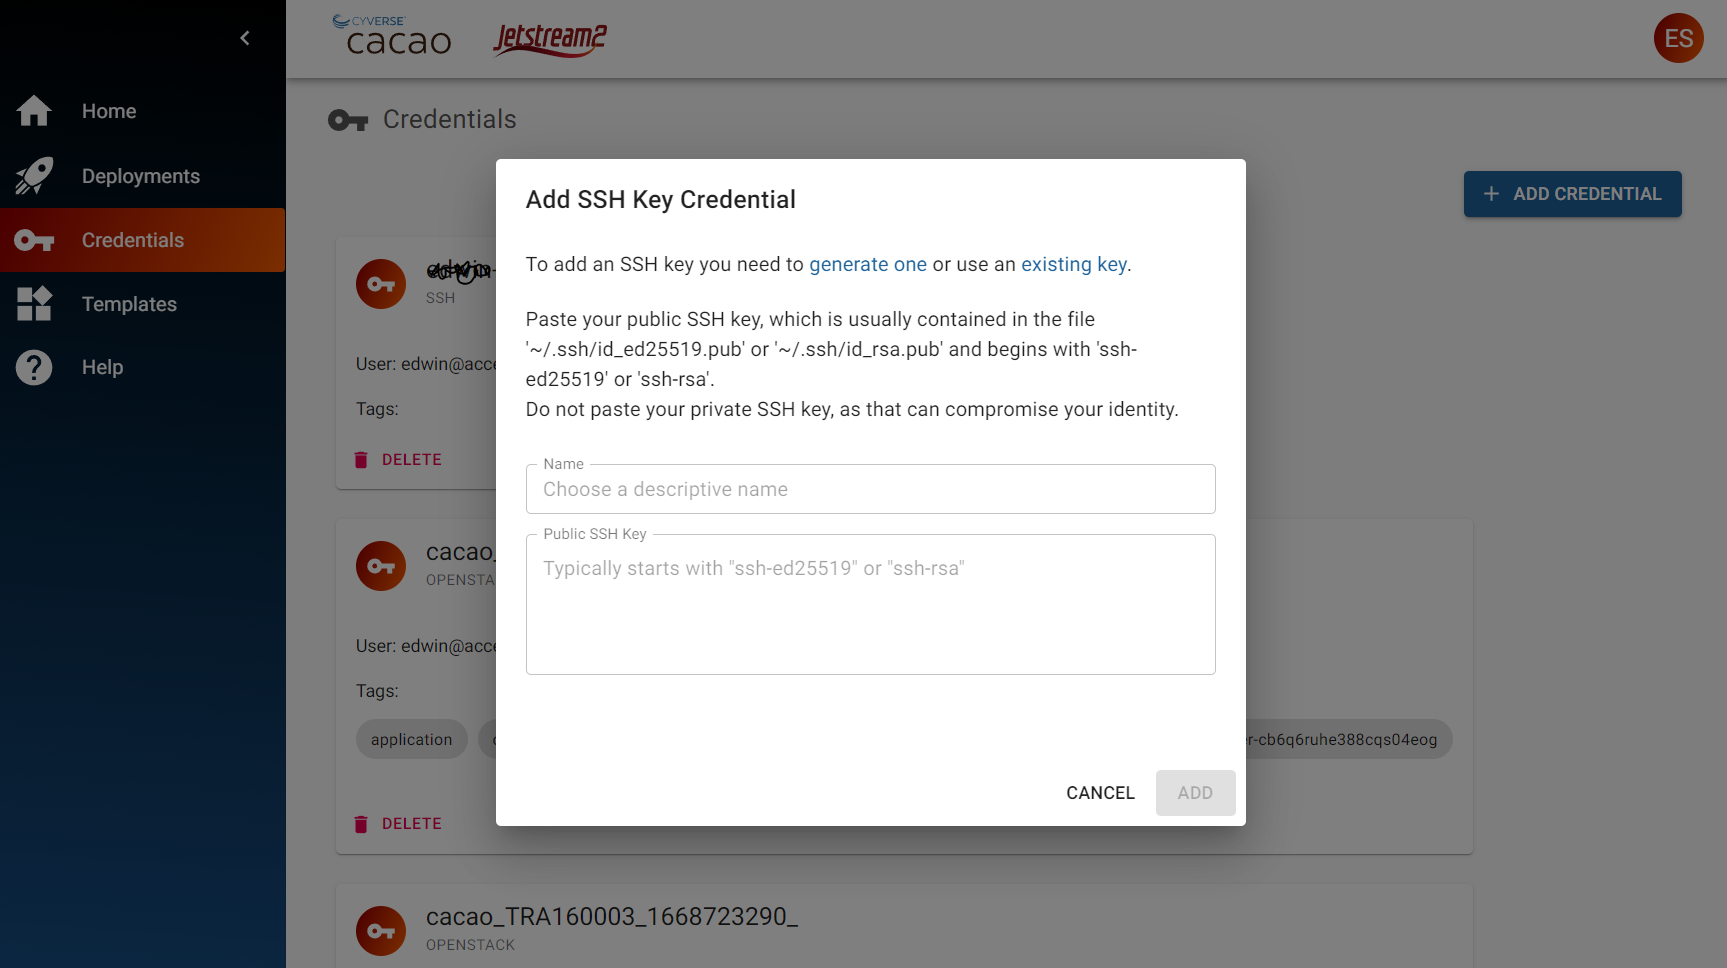 CYVERSE
cacao
Jetstream2
ES
Home
Deployments
Credentials
Templates
Help
Credentials
+ ADD CREDENTIAL
SSH
User: edwin@acce
Tags:
DELETE
cacao_
OPENSTA
User: edwin@acce
Tags:
application
er-cb6q6ruhe388cqs04eog
DELETE
cacao_TRA160003_1668723290_
OPENSTACK
Add SSH Key Credential
To add an SSH key you need to generate one or use an existing key.
Paste your public SSH key, which is usually contained in the file
'~/.ssh/id_ed25519.pub' or '~/.ssh/id_rsa.pub' and begins with 'ssh-
ed25519' or 'ssh-rsa'.
Do not paste your private SSH key, as that can compromise your identity.
Name
Choose a descriptive name
Public SSH Key
Typically starts with "ssh-ed25519" or "ssh-rsa"
CANCEL
ADD